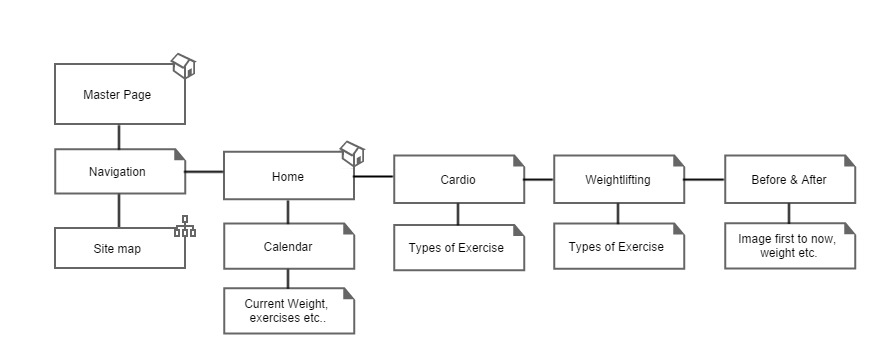 Master Page
Navigation
Home
Cardio
Weightlifting
Before & After
Site map
Calendar
Types of Exercise
Types of Exercise
Image first to now,
weight etc.
Current Weight,
exercises etc..